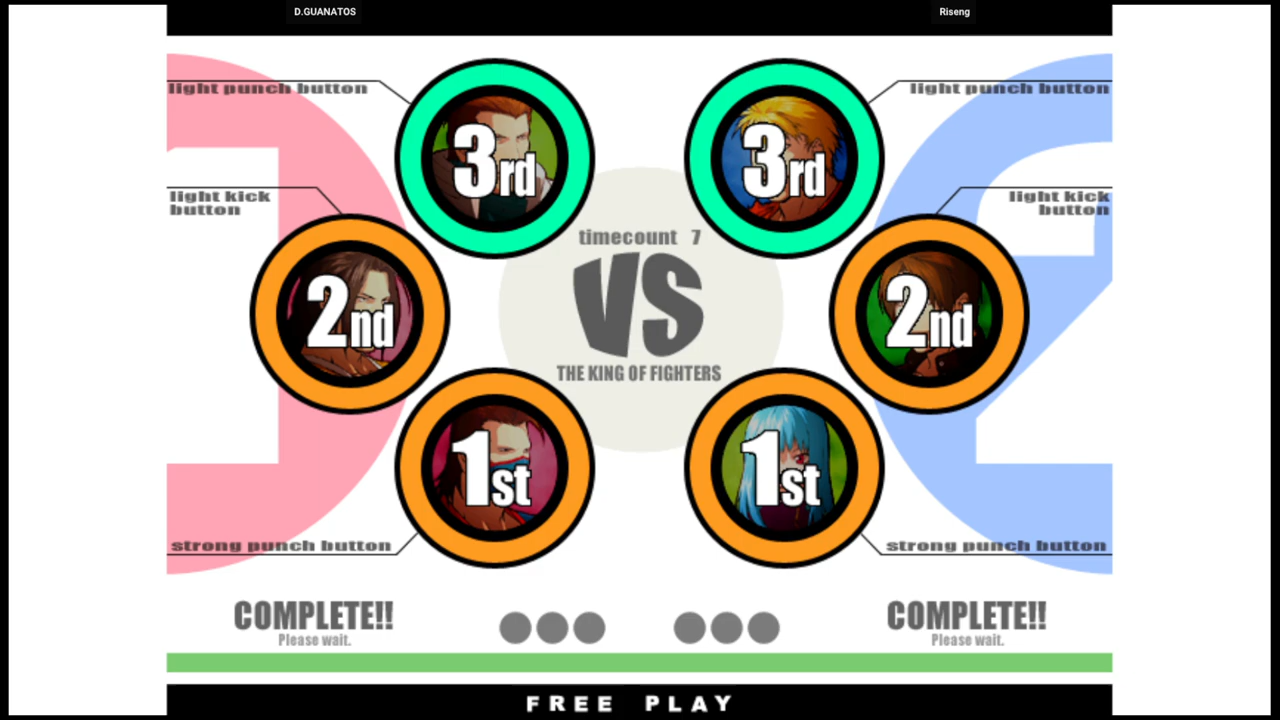 D.GUANATOS
Riseng
light punch button
light punch button
3rd
3rd
light kick
button
light kick
button
timecount 7
VS
THE KING OF FIGHTERS
2nd
2nd
1st
1st
strong punch button
strong punch button
COMPLETE!!
Please wait.
COMPLETE!!
Please wait.
FREE PLAY